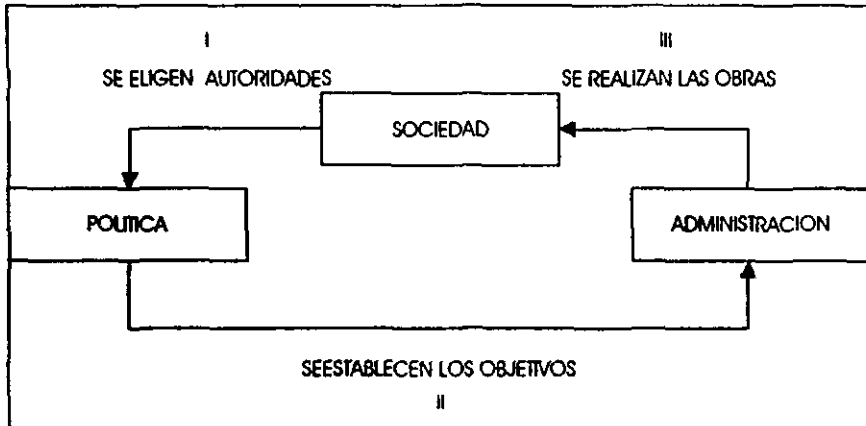 I
III
SE ELIGEN AUTORIDADES
SE REALIZAN LAS OBRAS
SOCIEDAD
POLITICA
ADMINISTRACION
SEESTABLECEN LOS OBJETIVOS
II